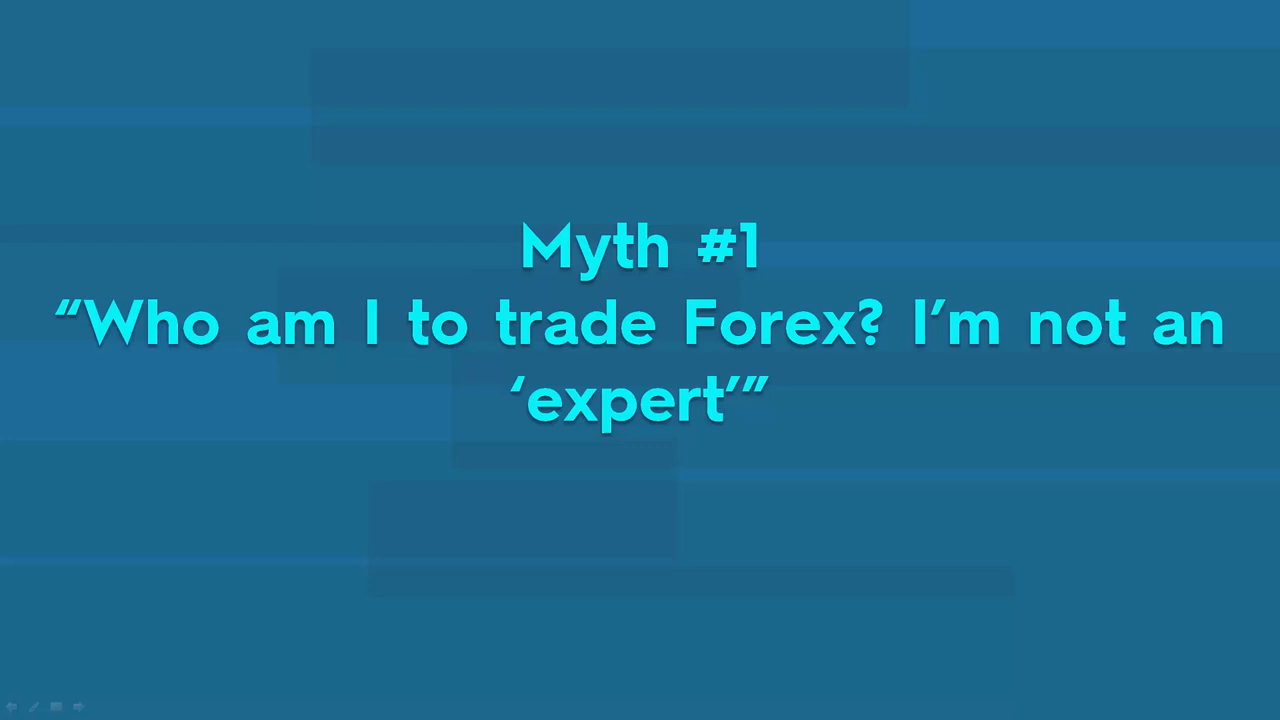 Myth #1
“Who am I to trade Forex? I’m not an
‘expert’”